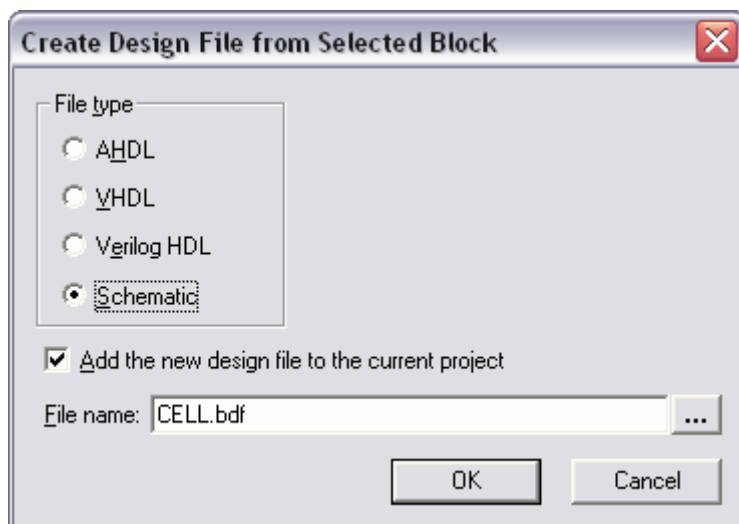 Create Design File from Selected Block
File type
AHDL
VHDL
Verilog HDL
Schematic
Add the new design file to the current project
File name: CELL.bdf ...
OK Cancel